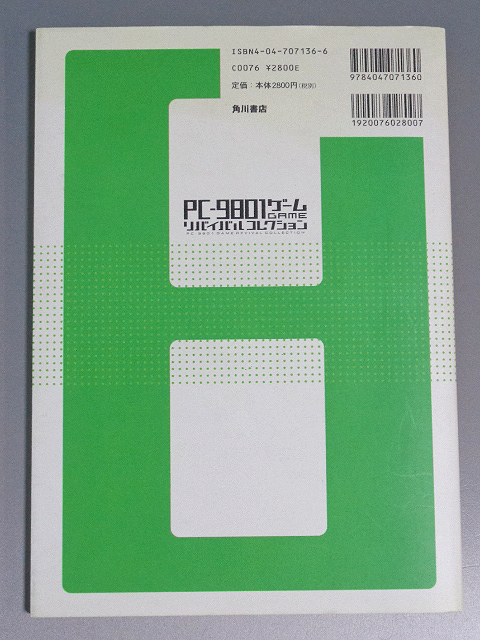 ISBN4-04-707136-6
C0076 ¥2800E
定価：本体2800円(税別)
角川書店
9784047071360
1920076028007
PC-9801ゲーム
GAME
リバイバルコレクション
PC-9801 GAME REVIVAL COLLECTION